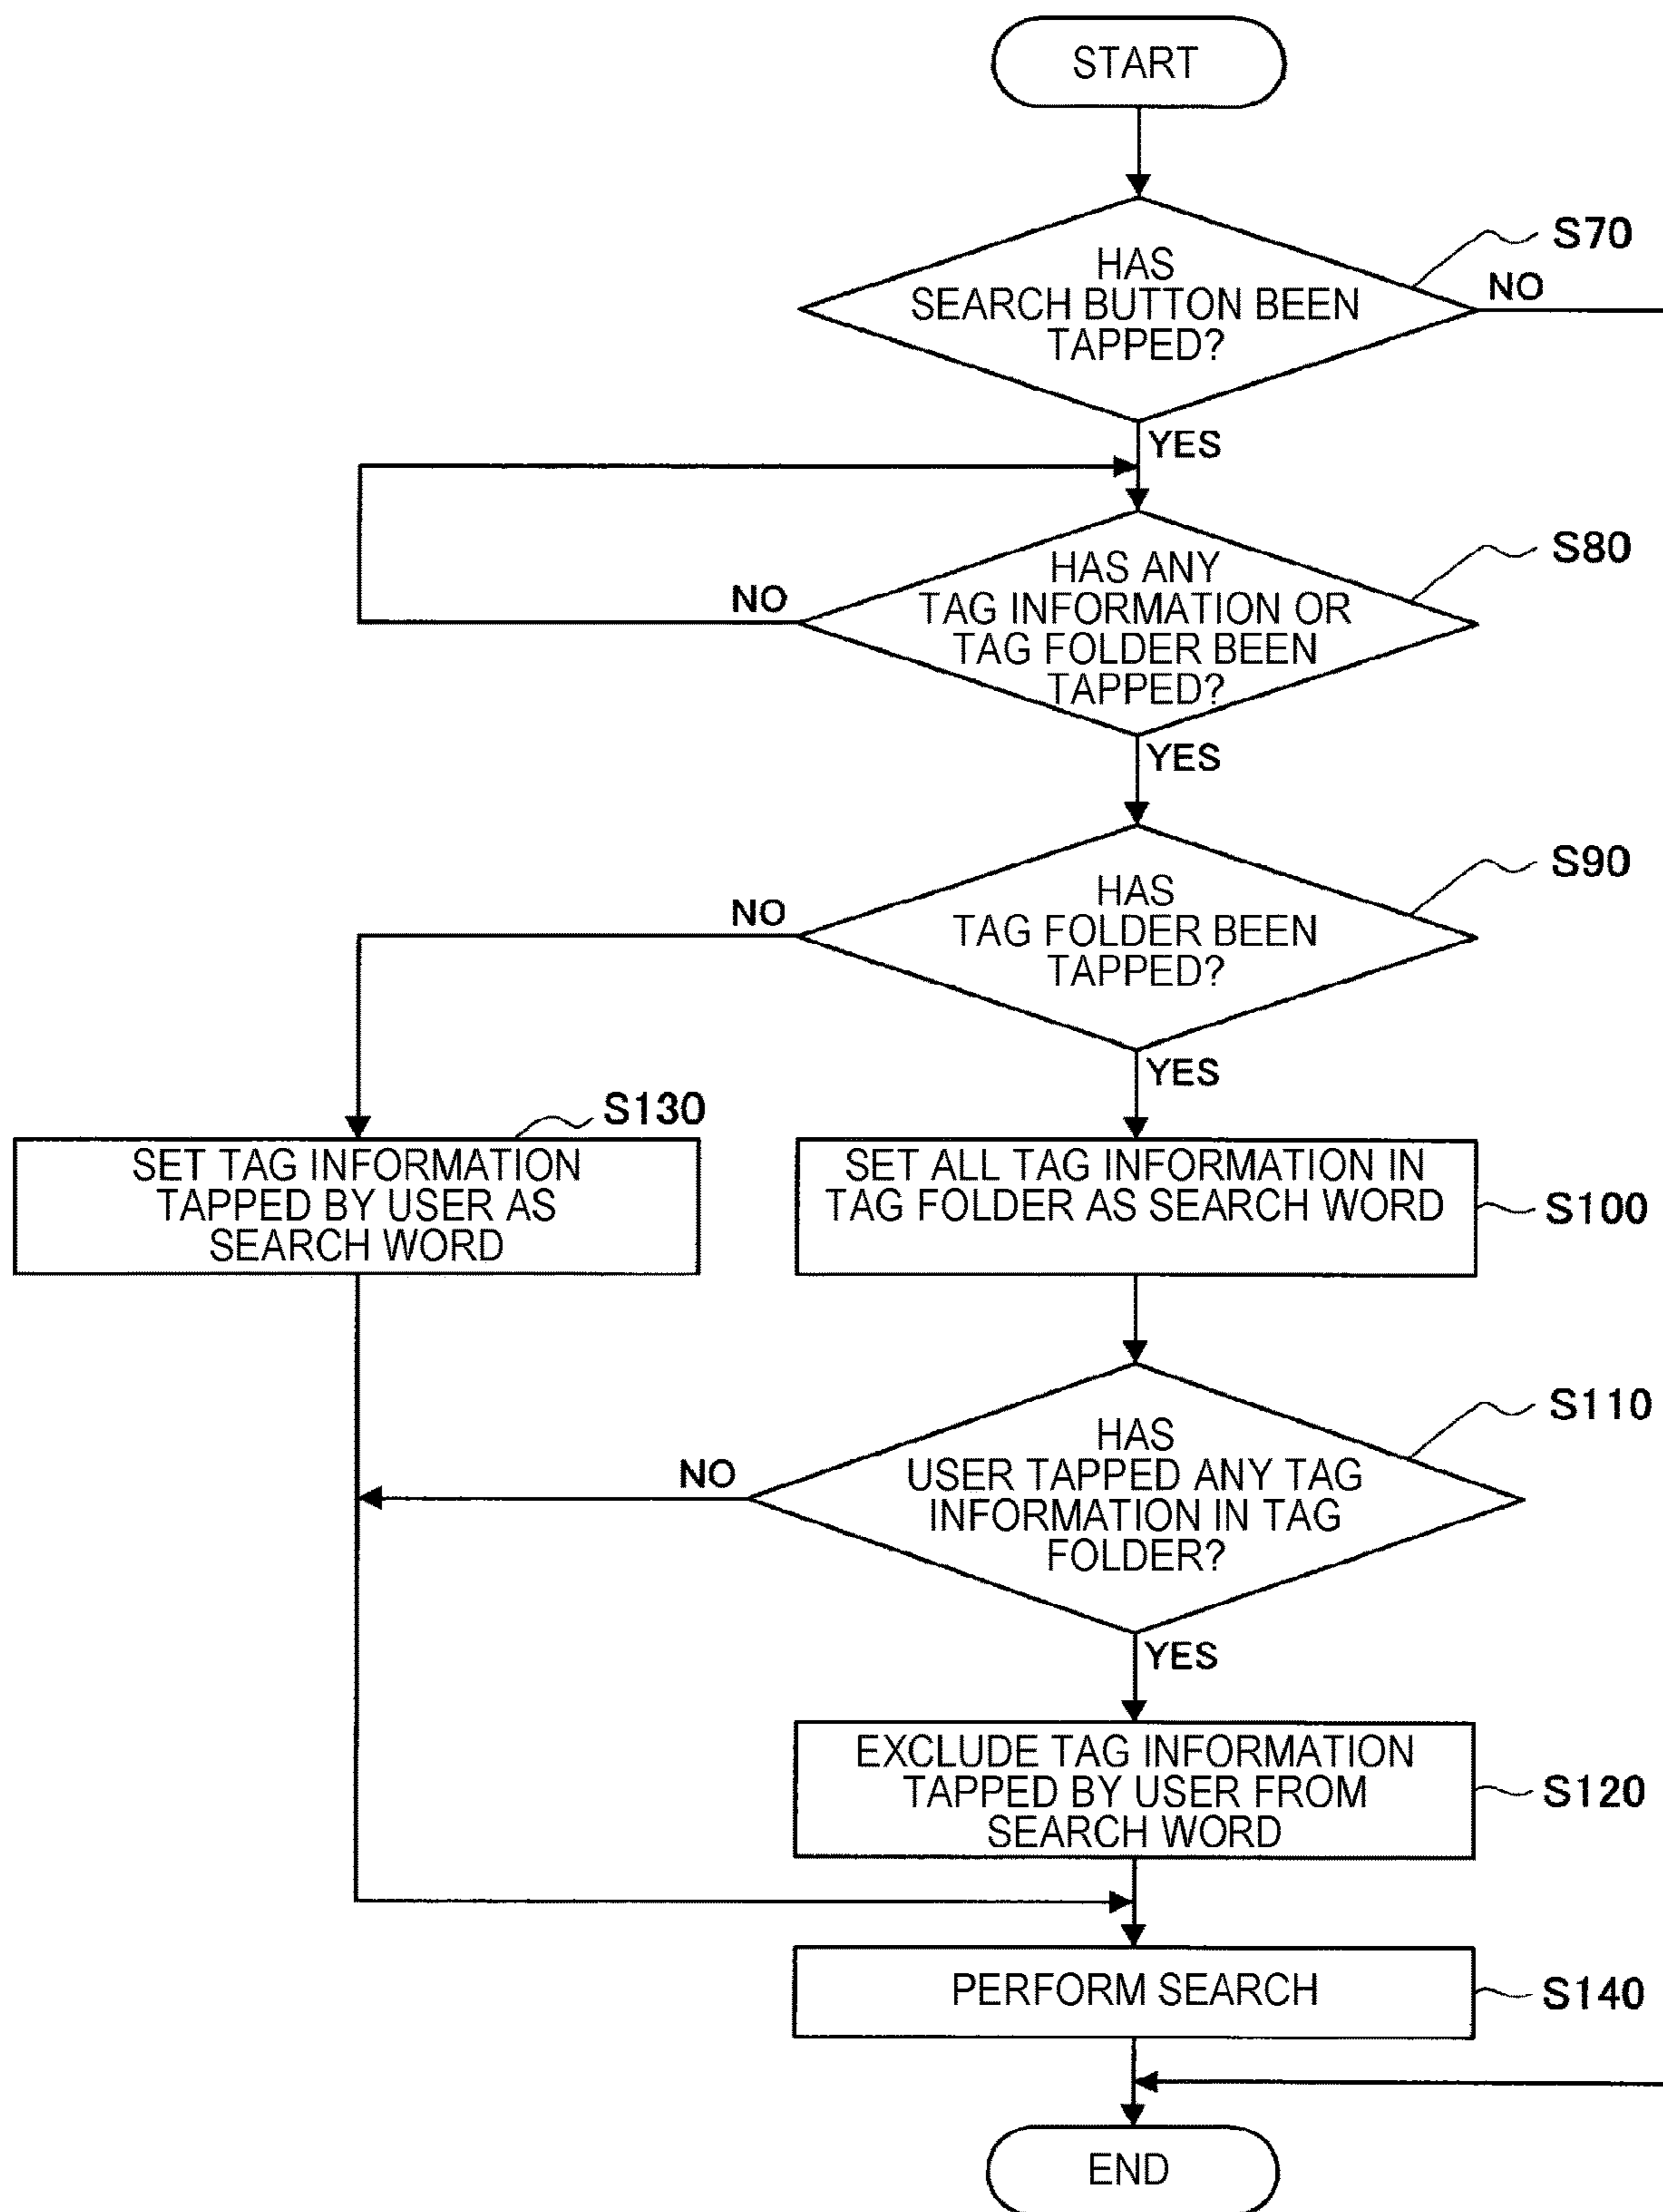 START
HAS
SEARCH BUTTON BEEN
TAPPED?
S70
NO
YES
HAS ANY
TAG INFORMATION OR
TAG FOLDER BEEN
TAPPED?
S80
NO
YES
HAS
TAG FOLDER BEEN
TAPPED?
S90
NO
YES
S130
SET TAG INFORMATION
TAPPED BY USER AS
SEARCH WORD
SET ALL TAG INFORMATION IN
TAG FOLDER AS SEARCH WORD
S100
HAS
USER TAPPED ANY TAG
INFORMATION IN TAG
FOLDER?
S110
NO
YES
EXCLUDE TAG INFORMATION
TAPPED BY USER FROM
SEARCH WORD
S120
PERFORM SEARCH
S140
END